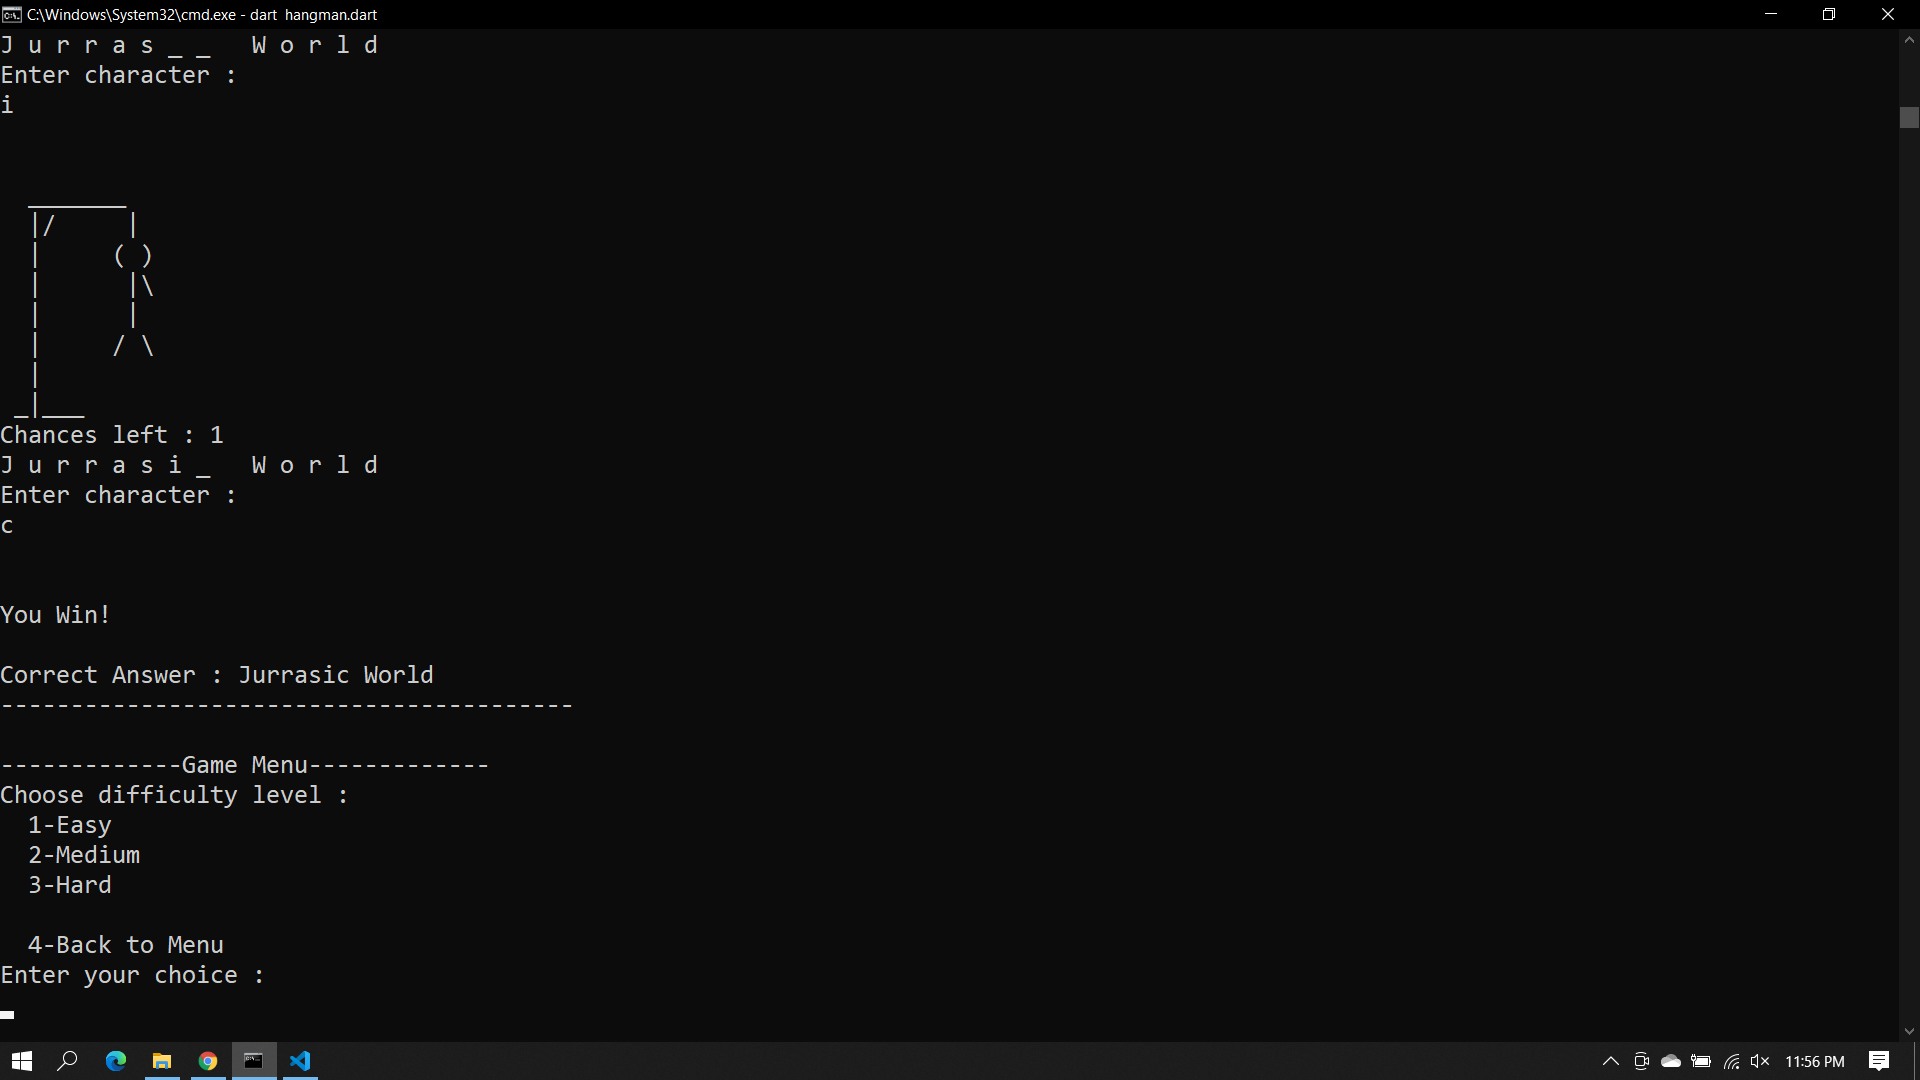 C:\Windows\System32\cmd.exe - dart  hangman.dart
J u r r a s _ _   W o r l d
Enter character :
i
  _______
  |/     |
  |     ( )
  |      |\
  |      |
  |     / \
  |
 _|___
Chances left : 1
J u r r a s i _   W o r l d
Enter character :
c
You Win!
Correct Answer : Jurrasic World
-----------------------------------------
-------------Game Menu-------------
Choose difficulty level :
  1-Easy
  2-Medium
  3-Hard
  4-Back to Menu
Enter your choice :
11:56 PM